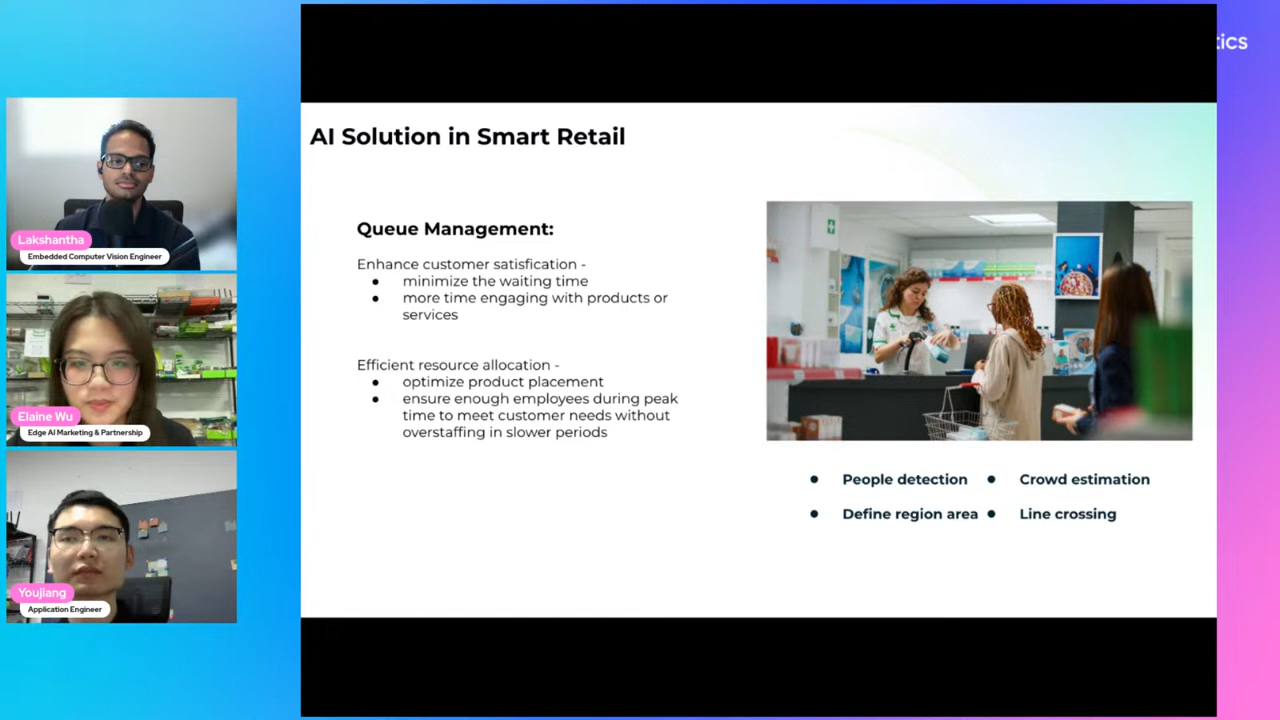 tics
AI Solution in Smart Retail
Queue Management:
Enhance customer satisfication -
● minimize the waiting time
● more time engaging with products or
services
Efficient resource allocation -
● optimize product placement
● ensure enough employees during peak
time to meet customer needs without
overstaffing in slower periods
● People detection ● Crowd estimation
● Define region area ● Line crossing
Lakshantha
Embedded Computer Vision Engineer
Elaine Wu
Edge AI Marketing & Partnership
Youjiang
Application Engineer